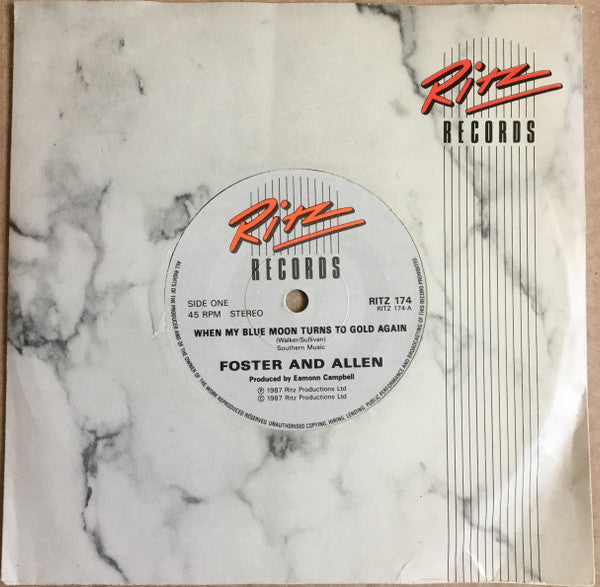 Ritz
RECORDS
Ritz
RECORDS
SIDE ONE
45 RPM STEREO
RITZ 174
RITZ 174-A
WHEN MY BLUE MOON TURNS TO GOLD AGAIN
(Walker/Sullivan)
Southern Music
FOSTER AND ALLEN
Produced by Eamonn Campbell
℗ 1987 Ritz Productions Ltd
© 1987 Ritz Productions Ltd
ALL RIGHTS OF THE PRODUCER AND OF THE OWNER OF THE WORK REPRODUCED RESERVED. UNAUTHORISED COPYING, HIRING, LENDING, PUBLIC PERFORMANCE AND BROADCASTING OF THIS RECORD PROHIBITED